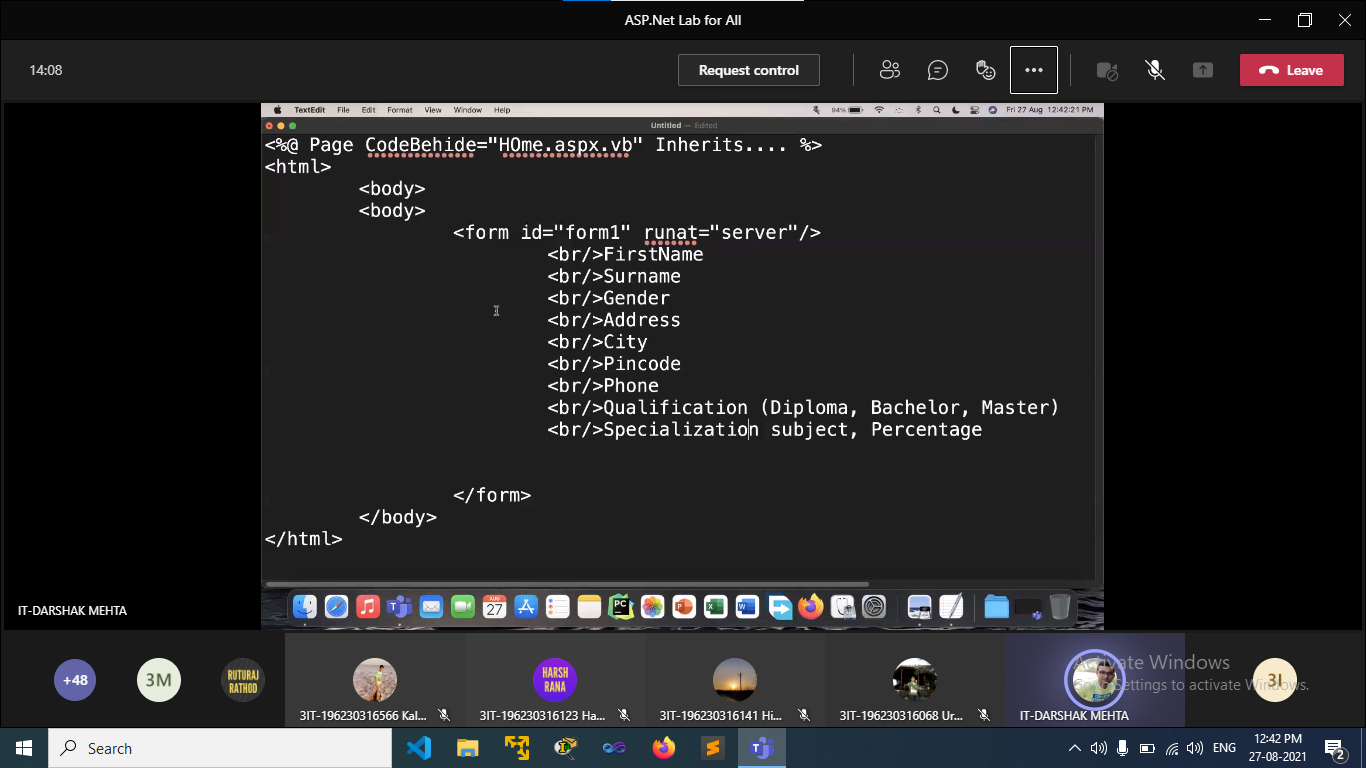 ASP.Net Lab for All
14:08
Request control
Leave
TextEdit File Edit Format View Window Help
94%
Fri 27 Aug 12:42:21 PM
Untitled — Edited
<%@ Page CodeBehide="HOme.aspx.vb" Inherits.... %>
<html>
<body>
<body>
<form id="form1" runat="server"/>
<br/>FirstName
<br/>Surname
<br/>Gender
<br/>Address
<br/>City
<br/>Pincode
<br/>Phone
<br/>Qualification (Diploma, Bachelor, Master)
<br/>Specialization subject, Percentage
</form>
</body>
</html>
AUG
27
PC
IT-DARSHAK MEHTA
+48
3M
RUTURAJ
RATHOD
HARSH
RANA
3I
3IT-196230316566 Kal...
3IT-196230316123 Ha...
3IT-196230316141 Hi...
3IT-196230316068 Ur...
IT-DARSHAK MEHTA
Activate Windows
Go to Settings to activate Windows.
Search
ENG
12:42 PM
27-08-2021
2